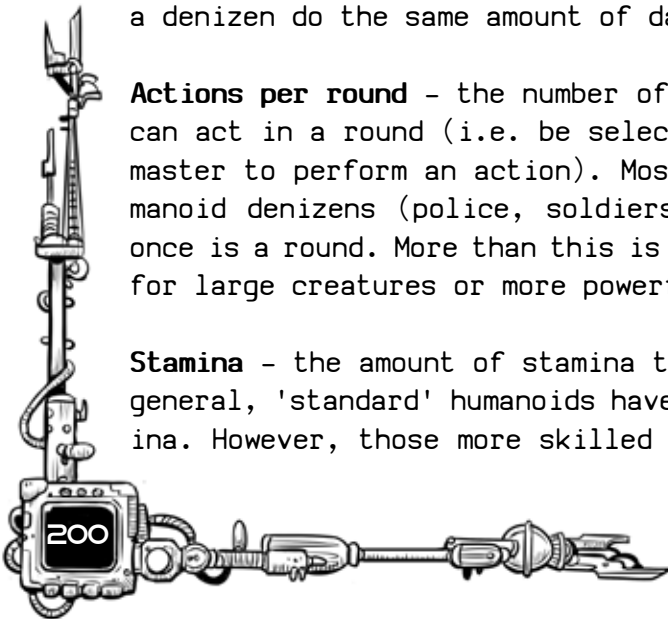 a denizen do the same amount of da
Actions per round – the number of
can act in a round (i.e. be selec
master to perform an action). Mos
manoid denizens (police, soldiers
once is a round. More than this is
for large creatures or more powerf
Stamina – the amount of stamina t
general, 'standard' humanoids have
ina. However, those more skilled
200